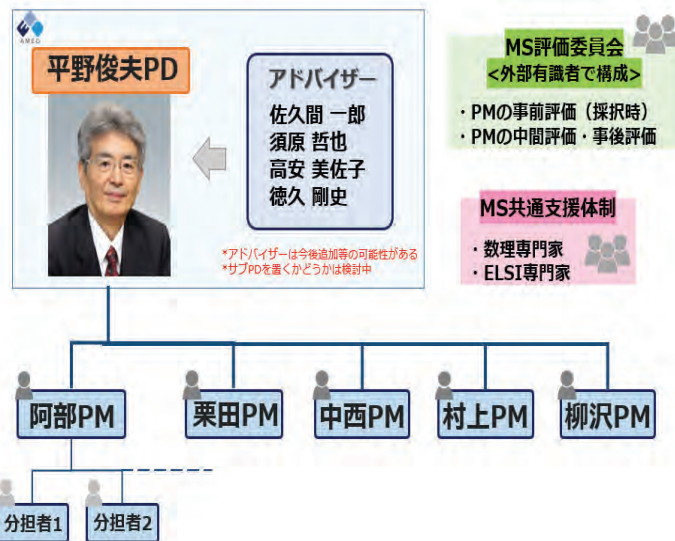 AMED
平野俊夫PD
アドバイザー
佐久間 一郎
須原 哲也
高安 美佐子
徳久 剛史
*アドバイザーは今後追加等の可能性がある
*サブPDを置くかどうかは検討中
MS評価委員会
<外部有識者で構成>
・PMの事前評価（採択時）
・PMの中間評価・事後評価
MS共通支援体制
・数理専門家
・ELSI専門家
阿部PM
栗田PM
中西PM
村上PM
柳沢PM
分担者1
分担者2